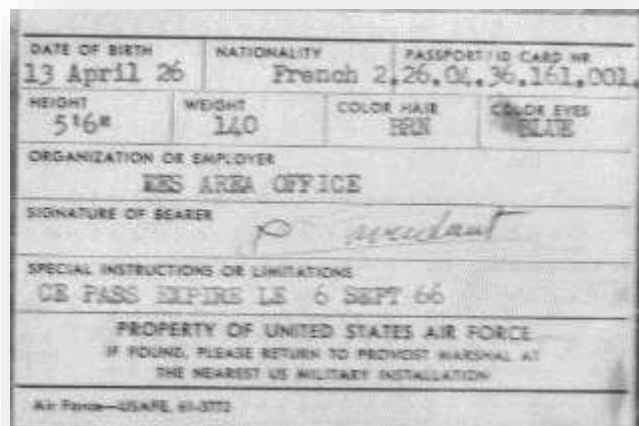 DATE OF BIRTH NATIONALITY PASSPORT/ID CARD NR
13 April 26 French 2.26.04.36.161.001.
HEIGHT WEIGHT COLOR HAIR COLOR EYES
5'6" 140 BRN BLUE
ORGANIZATION OR EMPLOYER
EES AREA OFFICE
SIGNATURE OF BEARER
SPECIAL INSTRUCTIONS OR LIMITATIONS
CE PASS EXPIRE LE 6 SEPT 66
PROPERTY OF UNITED STATES AIR FORCE
IF FOUND, PLEASE RETURN TO PROVOST MARSHAL AT
THE NEAREST US MILITARY INSTALLATION
Air Force—USAFE, 61-3772